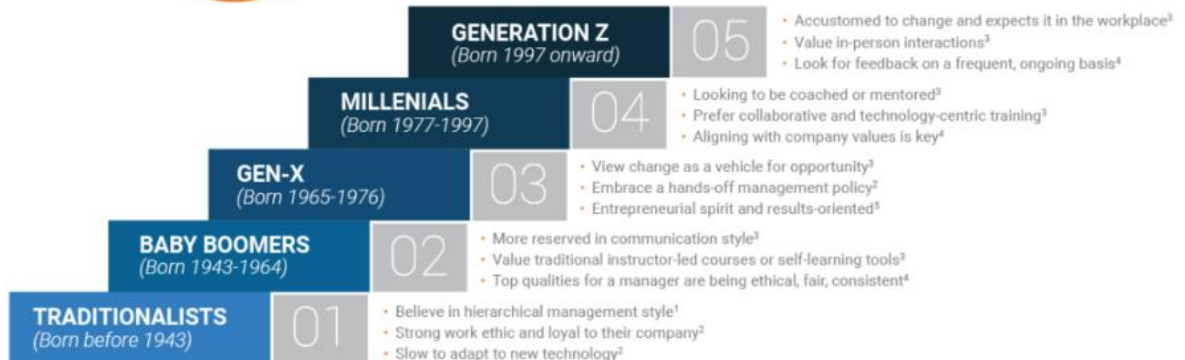 GENERATION Z
(Born 1997 onward)
05
• Accustomed to change and expects it in the workplace³
• Value in-person interactions³
• Look for feedback on a frequent, ongoing basis⁴
MILLENIALS
(Born 1977-1997)
04
• Looking to be coached or mentored³
• Prefer collaborative and technology-centric training³
• Aligning with company values is key⁴
GEN-X
(Born 1965-1976)
03
• View change as a vehicle for opportunity³
• Embrace a hands-off management policy²
• Entrepreneurial spirit and results-oriented⁵
BABY BOOMERS
(Born 1943-1964)
02
• More reserved in communication style³
• Value traditional instructor-led courses or self-learning tools³
• Top qualities for a manager are being ethical, fair, consistent⁴
TRADITIONALISTS
(Born before 1943)
01
• Believe in hierarchical management style¹
• Strong work ethic and loyal to their company²
• Slow to adapt to new technology²